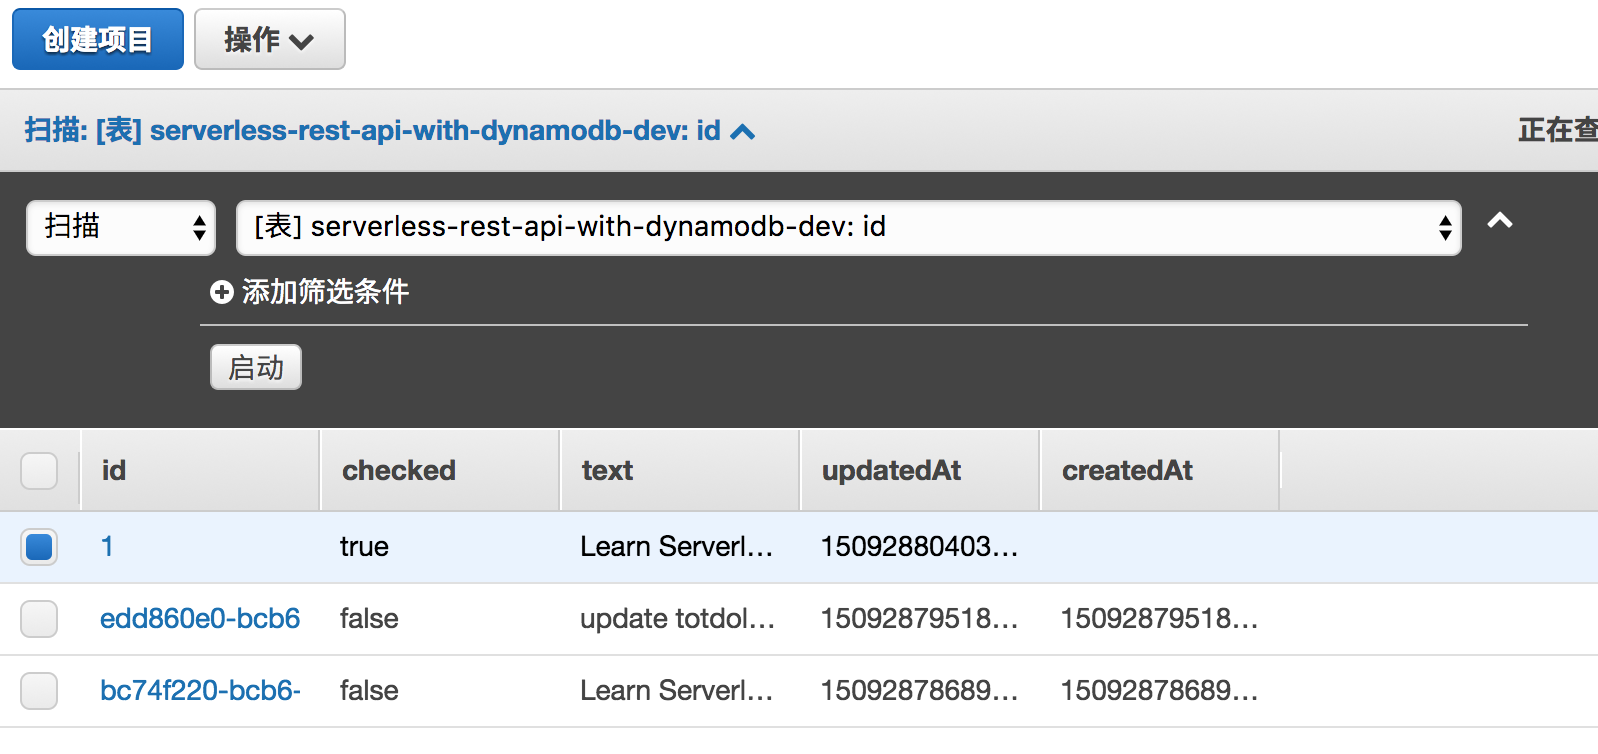 创建项目 操作
扫描: [表] serverless-rest-api-with-dynamodb-dev: id 正在查
扫描 [表] serverless-rest-api-with-dynamodb-dev: id
添加筛选条件
启动
id checked text updatedAt createdAt
1 true Learn Serverl... 15092880403...
edd860e0-bcb6 false update totdol... 15092879518... 15092879518...
bc74f220-bcb6- false Learn Serverl... 15092878689... 15092878689...